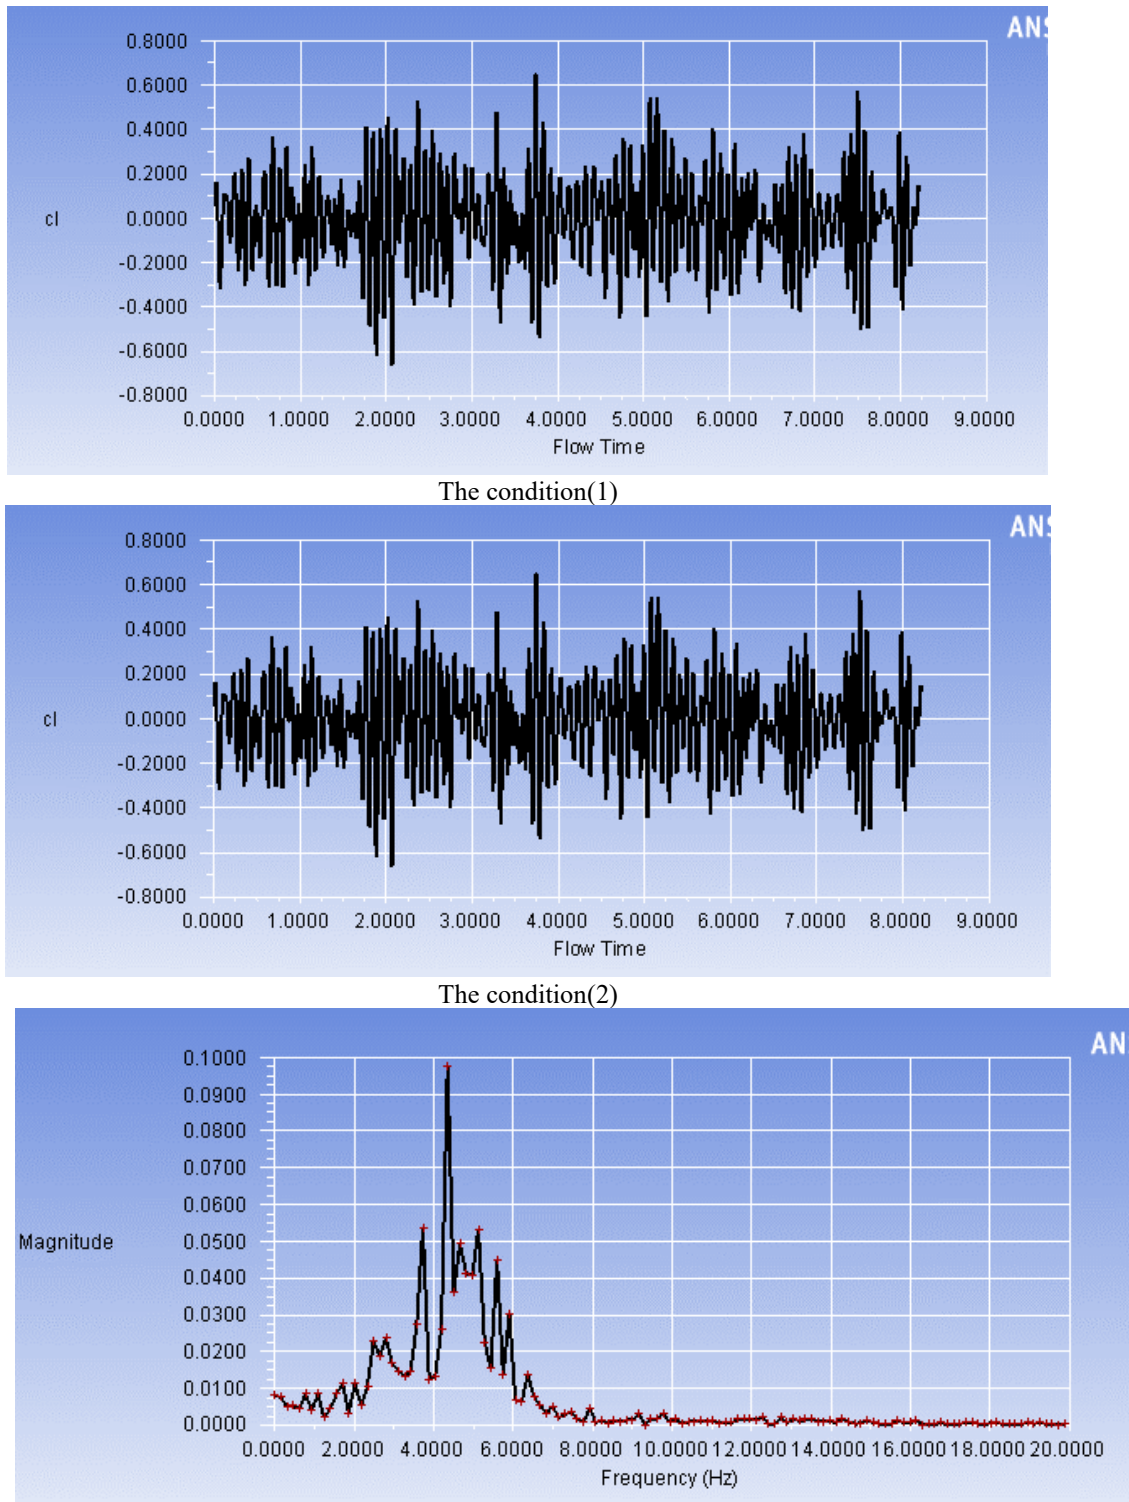 ANS
0.8000
0.6000
0.4000
0.2000
cl 0.0000
-0.2000
-0.4000
-0.6000
-0.8000
0.0000 1.0000 2.0000 3.0000 4.0000 5.0000 6.0000 7.0000 8.0000 9.0000
Flow Time
The condition(1)
ANS
0.8000
0.6000
0.4000
0.2000
cl 0.0000
-0.2000
-0.4000
-0.6000
-0.8000
0.0000 1.0000 2.0000 3.0000 4.0000 5.0000 6.0000 7.0000 8.0000 9.0000
Flow Time
The condition(2)
AN
0.1000
0.0900
0.0800
0.0700
0.0600
Magnitude 0.0500
0.0400
0.0300
0.0200
0.0100
0.0000
0.0000 2.0000 4.0000 6.0000 8.0000 10.0000 12.0000 14.0000 16.0000 18.0000 20.0000
Frequency (Hz)